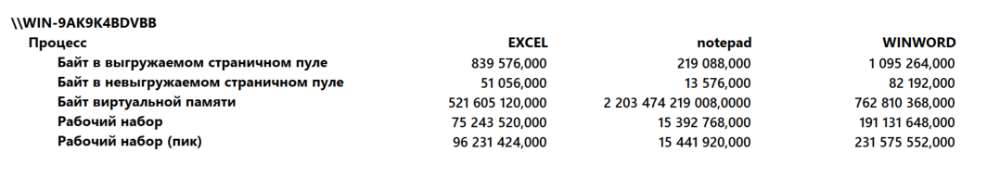 \\WIN-9AK9K4BDVBB
Процесс EXCEL notepad WINWORD
Байт в выгружаемом страничном пуле 839 576,000 219 088,000 1 095 264,000
Байт в невыгружаемом страничном пуле 51 056,000 13 576,000 82 192,000
Байт виртуальной памяти 521 605 120,000 2 203 474 219 008,0000 762 810 368,000
Рабочий набор 75 243 520,000 15 392 768,000 191 131 648,000
Рабочий набор (пик) 96 231 424,000 15 441 920,000 231 575 552,000